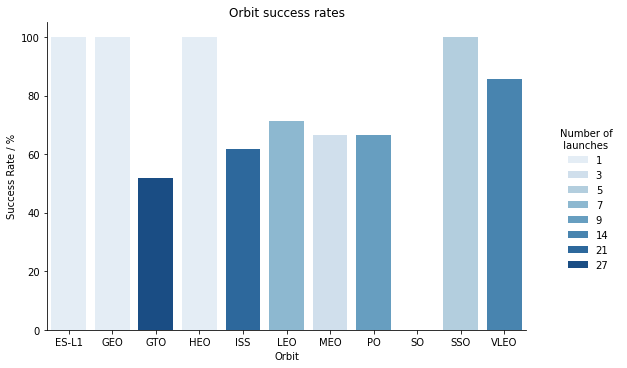 Orbit success rates
Success Rate / %
100
80
60
40
20
0
ES-L1 GEO GTO HEO ISS LEO MEO PO SO SSO VLEO
Orbit
Number of
launches
1
3
5
7
9
14
21
27